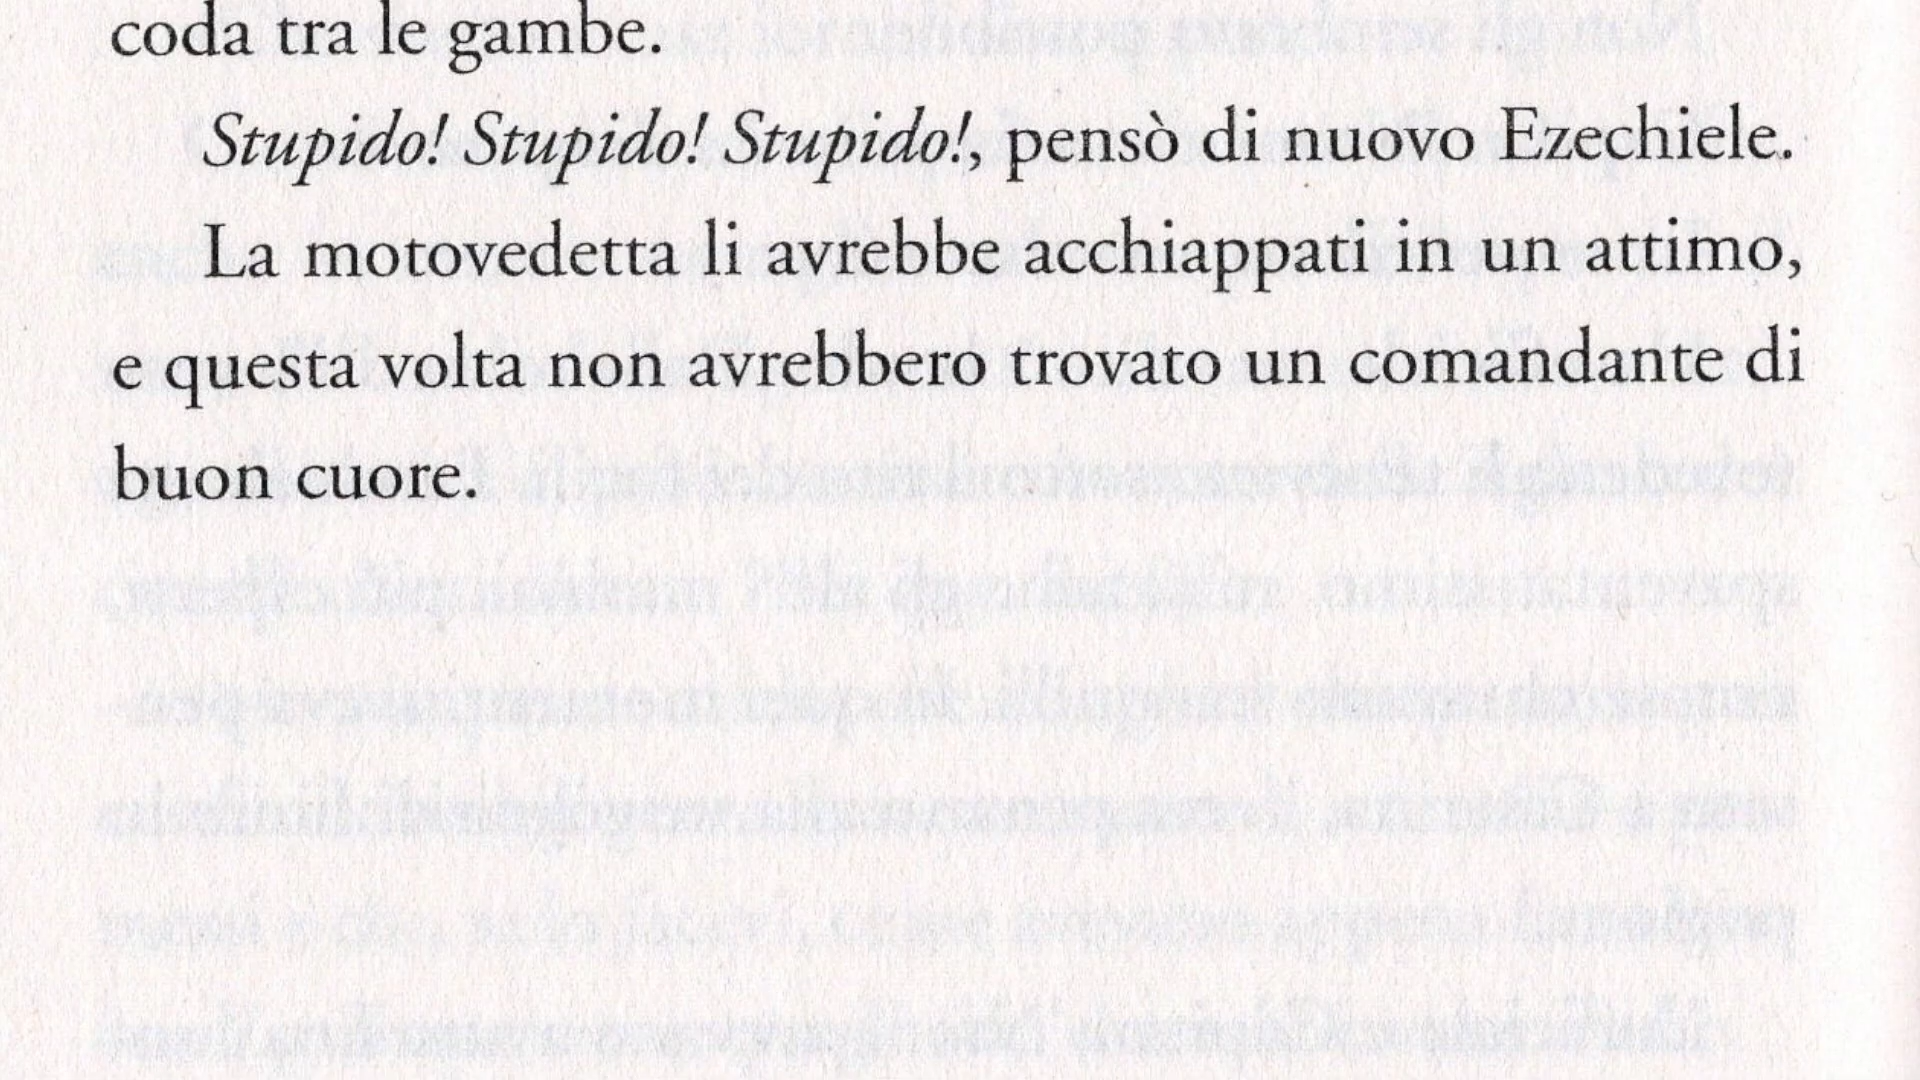 coda tra le gambe.
Stupido! Stupido! Stupido!, pensò di nuovo Ezechiele.
La motovedetta li avrebbe acchiappati in un attimo,
e questa volta non avrebbero trovato un comandante di
buon cuore.